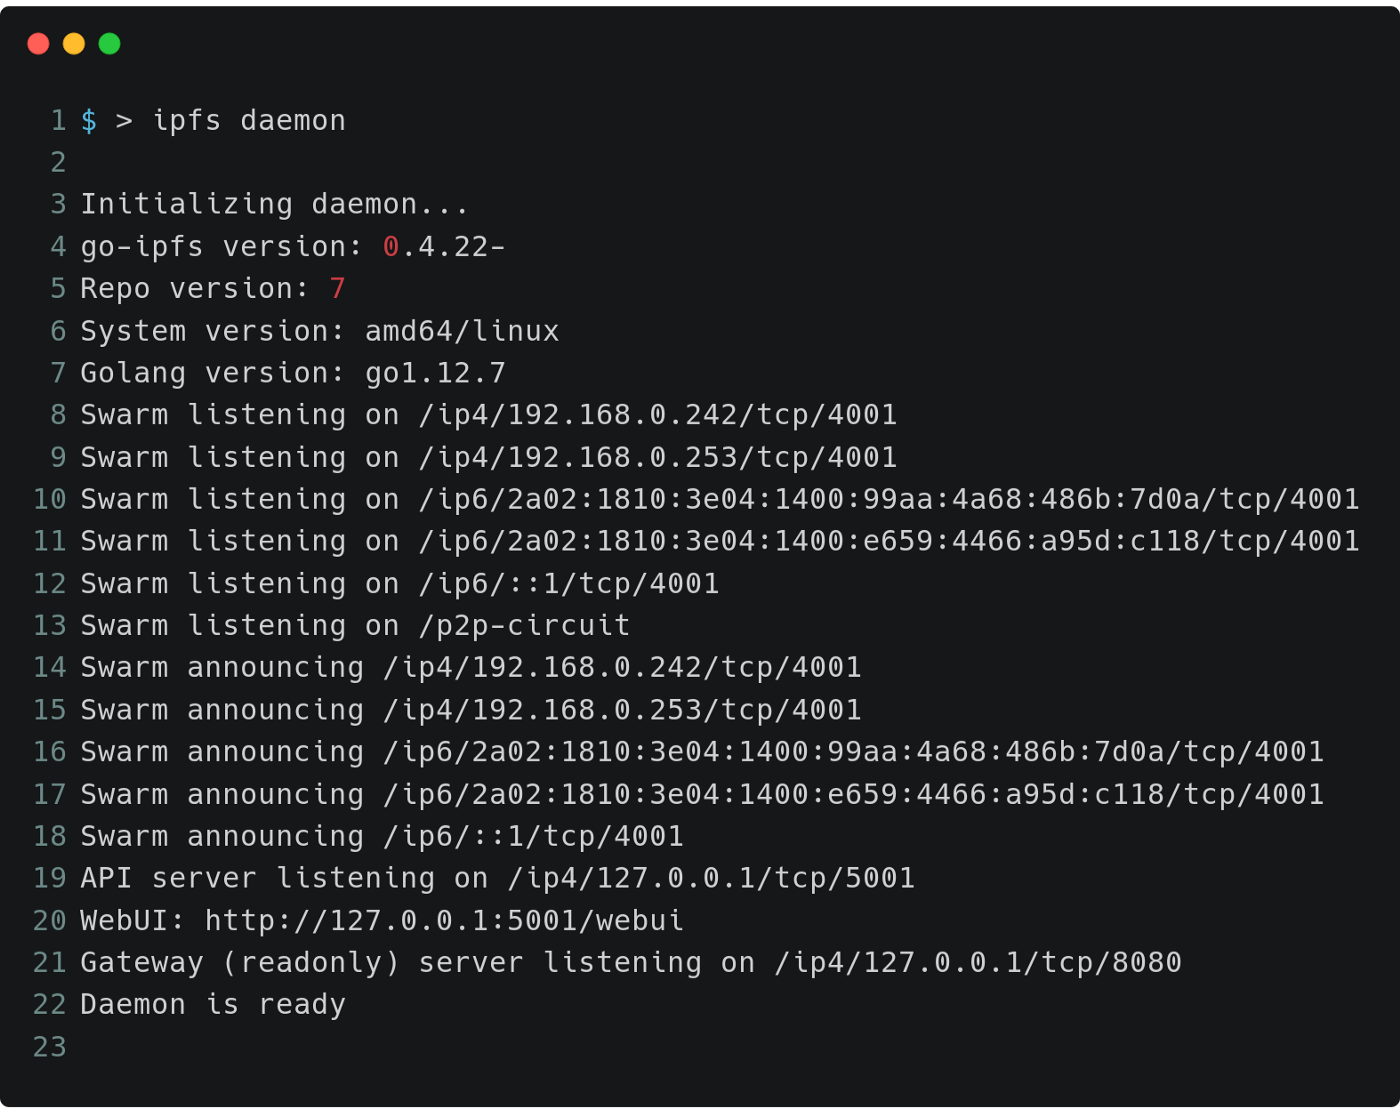 1 $ > ipfs daemon
2
3 Initializing daemon...
4 go-ipfs version: 0.4.22-
5 Repo version: 7
6 System version: amd64/linux
7 Golang version: go1.12.7
8 Swarm listening on /ip4/192.168.0.242/tcp/4001
9 Swarm listening on /ip4/192.168.0.253/tcp/4001
10 Swarm listening on /ip6/2a02:1810:3e04:1400:99aa:4a68:486b:7d0a/tcp/4001
11 Swarm listening on /ip6/2a02:1810:3e04:1400:e659:4466:a95d:c118/tcp/4001
12 Swarm listening on /ip6/::1/tcp/4001
13 Swarm listening on /p2p-circuit
14 Swarm announcing /ip4/192.168.0.242/tcp/4001
15 Swarm announcing /ip4/192.168.0.253/tcp/4001
16 Swarm announcing /ip6/2a02:1810:3e04:1400:99aa:4a68:486b:7d0a/tcp/4001
17 Swarm announcing /ip6/2a02:1810:3e04:1400:e659:4466:a95d:c118/tcp/4001
18 Swarm announcing /ip6/::1/tcp/4001
19 API server listening on /ip4/127.0.0.1/tcp/5001
20 WebUI: http://127.0.0.1:5001/webui
21 Gateway (readonly) server listening on /ip4/127.0.0.1/tcp/8080
22 Daemon is ready
23